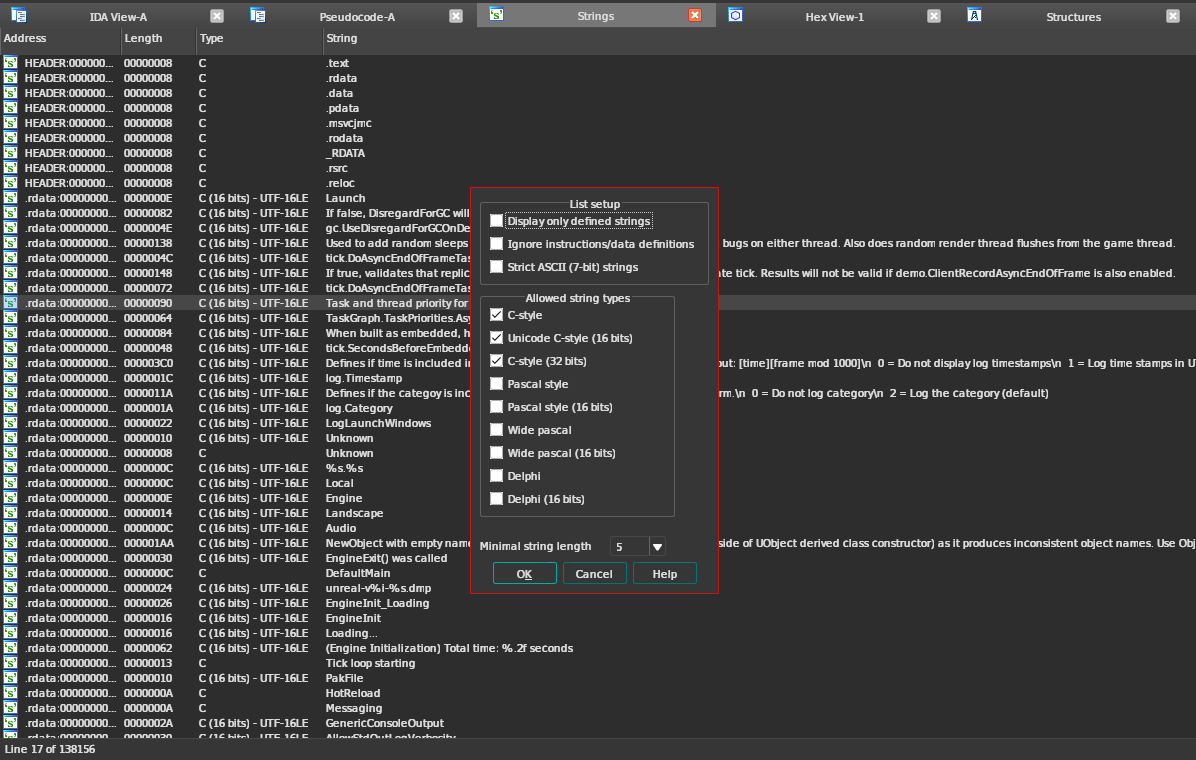 IDA View-A Pseudocode-A Strings Hex View-1 Structures
Address Length Type String
HEADER:000000... 00000008 C .text
HEADER:000000... 00000008 C .rdata
HEADER:000000... 00000008 C .data
HEADER:000000... 00000008 C .pdata
HEADER:000000... 00000008 C .msvcjmc
HEADER:000000... 00000008 C .rodata
HEADER:000000... 00000008 C _RDATA
HEADER:000000... 00000008 C .rsrc
HEADER:000000... 00000008 C .reloc
.rdata:00000000... 0000000E C (16 bits) - UTF-16LE Launch
.rdata:00000000... 00000082 C (16 bits) - UTF-16LE If false, DisregardForGC will
.rdata:00000000... 0000004E C (16 bits) - UTF-16LE gc.UseDisregardForGCOnDe
.rdata:00000000... 00000138 C (16 bits) - UTF-16LE Used to add random sleeps bugs on either thread. Also does random render thread flushes from the game thread.
.rdata:00000000... 0000004C C (16 bits) - UTF-16LE tick.DoAsyncEndOfFrameTas
.rdata:00000000... 00000148 C (16 bits) - UTF-16LE If true, validates that replic te tick. Results will not be valid if demo.ClientRecordAsyncEndOfFrame is also enabled.
.rdata:00000000... 00000072 C (16 bits) - UTF-16LE tick.DoAsyncEndOfFrameTas
.rdata:00000000... 00000090 C (16 bits) - UTF-16LE Task and thread priority for
.rdata:00000000... 00000064 C (16 bits) - UTF-16LE TaskGraph.TaskPriorities.Asy
.rdata:00000000... 00000084 C (16 bits) - UTF-16LE When built as embedded, h
.rdata:00000000... 00000048 C (16 bits) - UTF-16LE tick.SecondsBeforeEmbedde
.rdata:00000000... 000003C0 C (16 bits) - UTF-16LE Defines if time is included i out: [time][frame mod 1000]\n 0 = Do not display log timestamps\n 1 = Log time stamps in U
.rdata:00000000... 0000001C C (16 bits) - UTF-16LE log.Timestamp
.rdata:00000000... 0000011A C (16 bits) - UTF-16LE Defines if the categoy is inc rm.\n 0 = Do not log category\n 2 = Log the category (default)
.rdata:00000000... 0000001A C (16 bits) - UTF-16LE log.Category
.rdata:00000000... 00000022 C (16 bits) - UTF-16LE LogLaunchWindows
.rdata:00000000... 00000010 C (16 bits) - UTF-16LE Unknown
.rdata:00000000... 00000008 C Unknown
.rdata:00000000... 0000000C C (16 bits) - UTF-16LE %s.%s
.rdata:00000000... 0000000C C (16 bits) - UTF-16LE Local
.rdata:00000000... 0000000E C (16 bits) - UTF-16LE Engine
.rdata:00000000... 00000014 C (16 bits) - UTF-16LE Landscape
.rdata:00000000... 0000000C C (16 bits) - UTF-16LE Audio
.rdata:00000000... 000001AA C (16 bits) - UTF-16LE NewObject with empty name side of UObject derived class constructor) as it produces inconsistent object names. Use Obj
.rdata:00000000... 00000030 C (16 bits) - UTF-16LE EngineExit() was called
.rdata:00000000... 0000000C C DefaultMain
.rdata:00000000... 00000024 C (16 bits) - UTF-16LE unreal-v%i-%s.dmp
.rdata:00000000... 00000026 C (16 bits) - UTF-16LE EngineInit_Loading
.rdata:00000000... 00000016 C (16 bits) - UTF-16LE EngineInit
.rdata:00000000... 00000016 C (16 bits) - UTF-16LE Loading...
.rdata:00000000... 00000062 C (16 bits) - UTF-16LE (Engine Initialization) Total time: %.2f seconds
.rdata:00000000... 00000013 C Tick loop starting
.rdata:00000000... 00000010 C (16 bits) - UTF-16LE PakFile
.rdata:00000000... 0000000A C HotReload
.rdata:00000000... 0000000A C Messaging
.rdata:00000000... 0000002A C (16 bits) - UTF-16LE GenericConsoleOutput
.rdata:00000000... 00000030 C (16 bits) - UTF-16LE AllowStdOutLogVerbosity
List setup
Display only defined strings
Ignore instructions/data definitions
Strict ASCII (7-bit) strings
Allowed string types
C-style
Unicode C-style (16 bits)
C-style (32 bits)
Pascal style
Pascal style (16 bits)
Wide pascal
Wide pascal (16 bits)
Delphi
Delphi (16 bits)
Minimal string length 5
OK Cancel Help
Line 17 of 138156